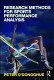 RESEARCH METHODS FOR
SPORTS PERFORMANCE
ANALYSIS
PETER O'DONOGHUE